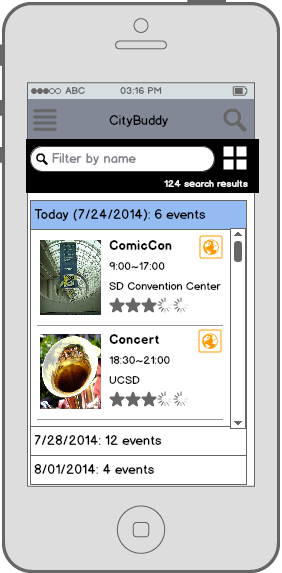 ABC 03:16 PM
CityBuddy
Filter by name
124 search results
Today (7/24/2014): 6 events
ComicCon
9:00~17:00
SD Convention Center
Concert
18:30~21:00
UCSD
7/28/2014: 12 events
8/01/2014: 4 events